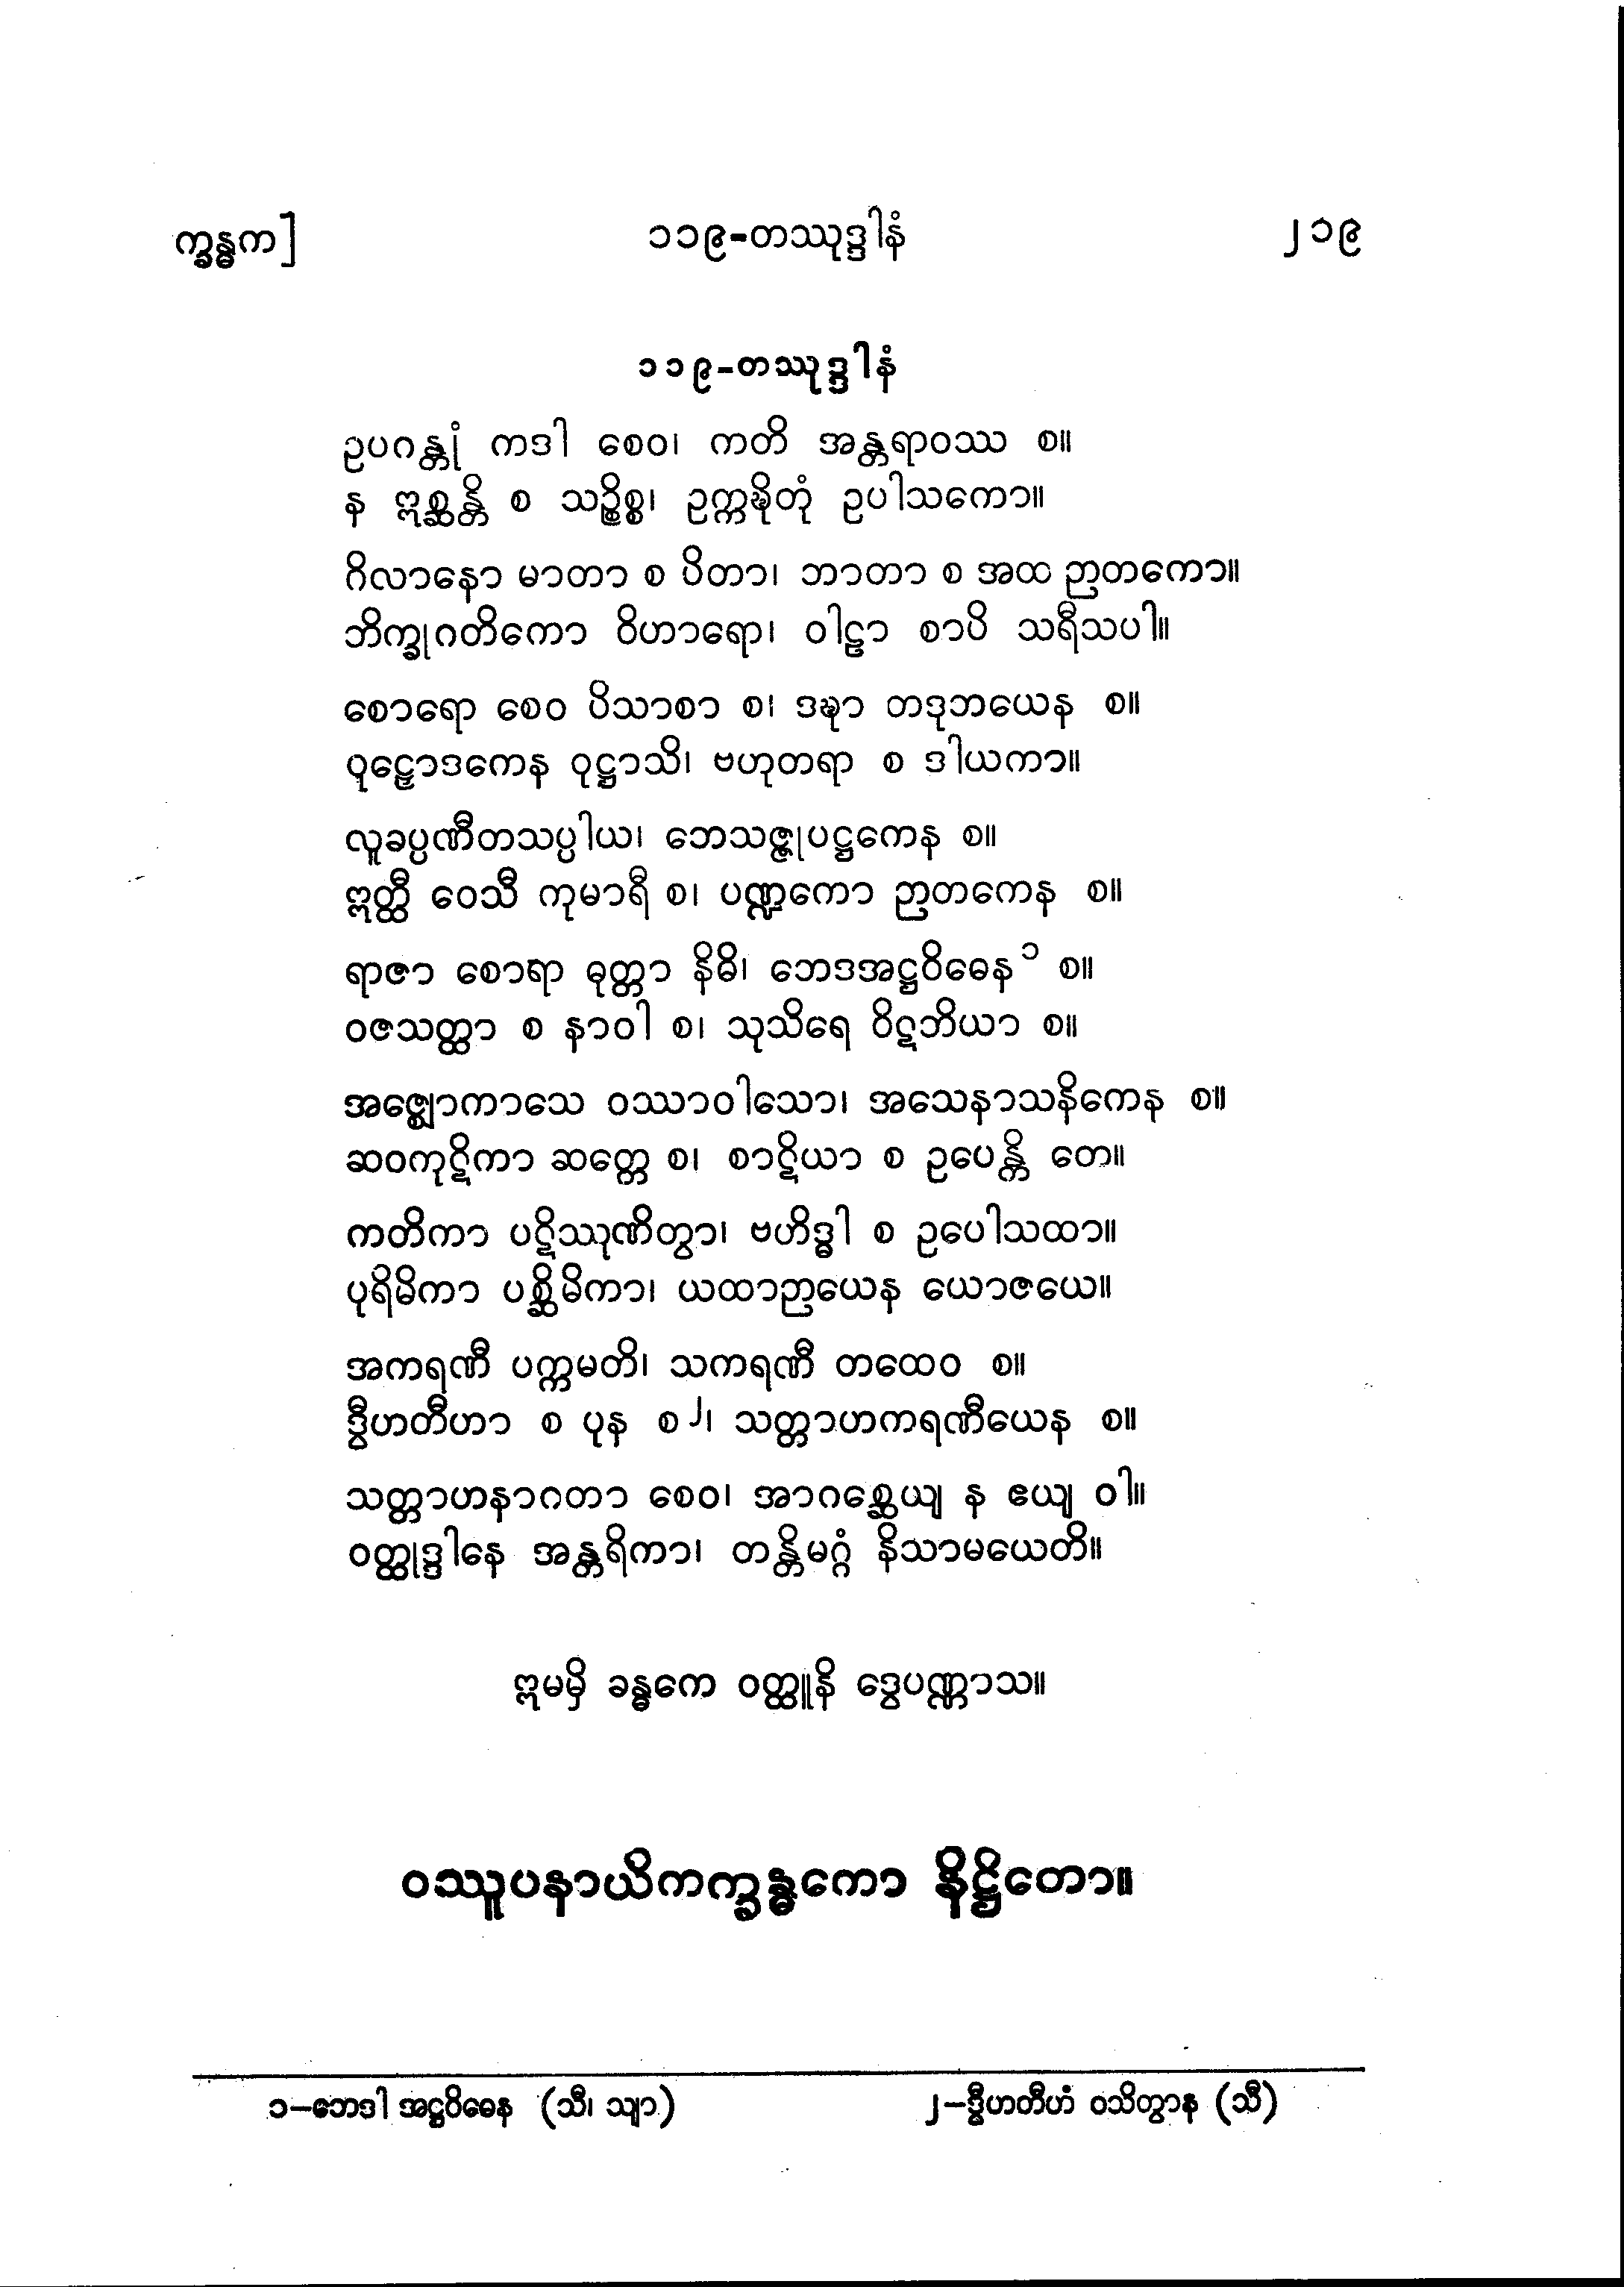 က္ခန္ဓက] ၁၁၉-တဿုဒ္ဒါနံ ၂၁၉
၁၁၉-တဿုဒ္ဒါနံ
ဥပဂန္တုံ ကဒါ စေဝ၊ ကတိ အန္တရာဝဿ စ။
န ဣစ္ဆန္တိ စ သဉ္စိစ္စ၊ ဥက္ကဍ္ဎိတုံ ဥပါသကော။
ဂိလာနော မာတာ စ ပိတာ၊ ဘာတာ စ အထ ဉာတကော။
ဘိက္ခုဂတိကော ဝိဟာရော၊ ဝါဠာ စာပိ သရီသပါ။
စောရော စေဝ ပိသာစာ စ၊ ဒဍ္ဎာ တဒုဘယေန စ။
ဝုဠှောဒကေန ဝုဋ္ဌာသိ၊ ဗဟုတရာ စ ဒါယကာ။
လူခပ္ပဏီတသပ္ပါယ၊ ဘေသဇ္ဇုပဋ္ဌကေန စ။
ဣတ္ထီ ဝေသီ ကုမာရီ စ၊ ပဏ္ဍကော ဉာတကေန စ။
ရာဇာ စောရာ ဓုတ္တာ နိဓိ၊ ဘေဒအဋ္ဌဝိဓေန ၁ စ။
ဝဇသတ္ထာ စ နာဝါ စ၊ သုသိရေ ဝိဋဘိယာ စ။
အဇ္ဈောကာသေ ဝဿာဝါသော၊ အသေနာသနိကေန စ။
ဆဝကုဋိကာ ဆတ္တေ စ၊ စာဋိယာ စ ဥပေန္တိ တေ။
ကတိကာ ပဋိဿုဏိတွာ၊ ဗဟိဒ္ဓါ စ ဥပေါသထာ။
ပုရိမိကာ ပစ္ဆိမိကာ၊ ယထာဉာယေန ယောဇယေ။
အကရဏီ ပက္ကမတိ၊ သကရဏီ တထေဝ စ။
ဒွီဟတီဟာ စ ပုန စ ၂၊ သတ္တာဟကရဏီယေန စ။
သတ္တာဟနာဂတာ စေဝ၊ အာဂစ္ဆေယျ န ဧယျ ဝါ။
ဝတ္ထုဒ္ဒါနေ အန္တရိကာ၊ တန္တိမဂ္ဂံ နိသာမယေတိ။
ဣမမှိ ခန္ဓကေ ဝတ္ထူနိ ဒွေပဏ္ဏာသ။
ဝဿူပနာယိကက္ခန္ဓကော နိဋ္ဌိတော။
၁-ဘေဒါ အဋ္ဌဝိဓေန (သီ၊ သျာ) ၂-ဒွီဟတီဟံ ဝသိတွာန (သီ)